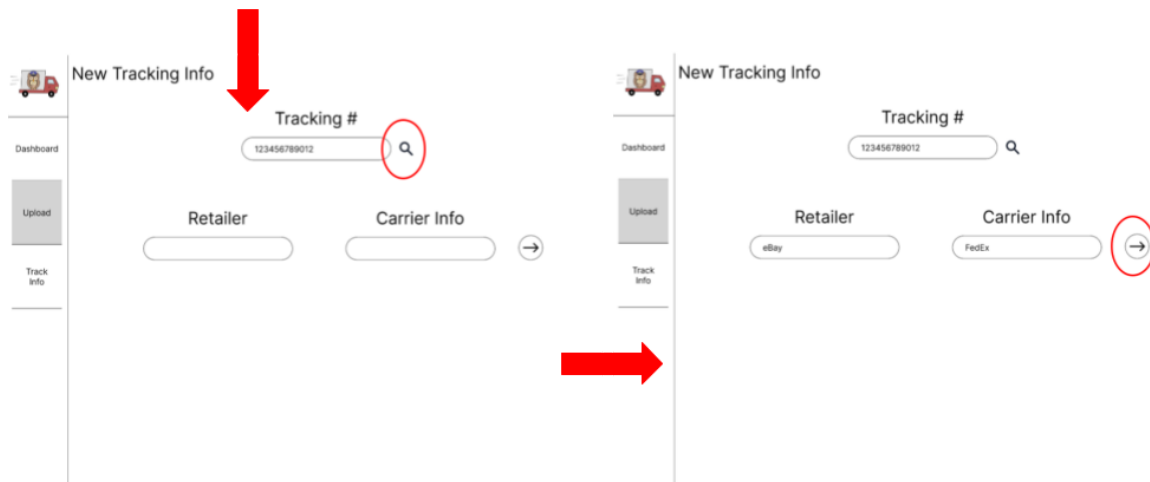 New Tracking Info
Tracking #
123456789012
Dashboard
Upload
Retailer
Carrier Info
Track
Info
New Tracking Info
Tracking #
123456789012
Dashboard
Upload
Retailer
Carrier Info
eBay
FedEx
Track
Info